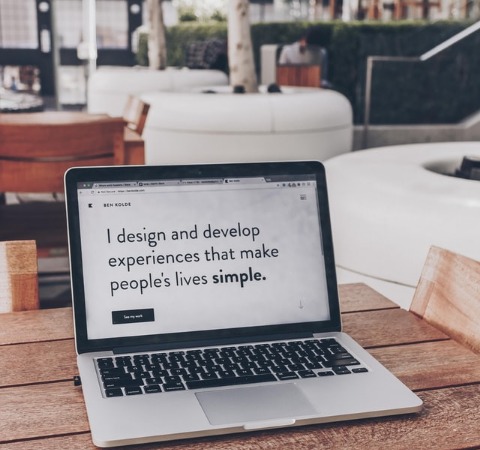 BEN KOLDE
I design and develop
experiences that make
people's lives simple.
See my work